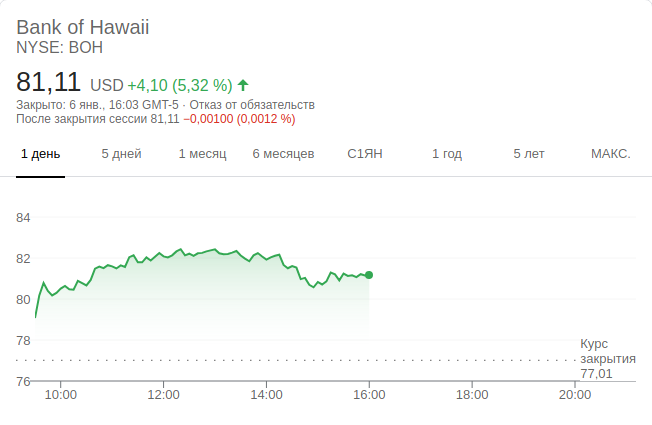 Bank of Hawaii
NYSE: BOH
81,11 USD +4,10 (5,32 %)
Закрыто: 6 янв., 16:03 GMT-5 · Отказ от обязательств
После закрытия сессии 81,11 −0,00100 (0,0012 %)
1 день 5 дней 1 месяц 6 месяцев С1ЯН 1 год 5 лет МАКС.
84
82
80
78
Курс
закрытия
77,01
76
10:00 12:00 14:00 16:00 18:00 20:00